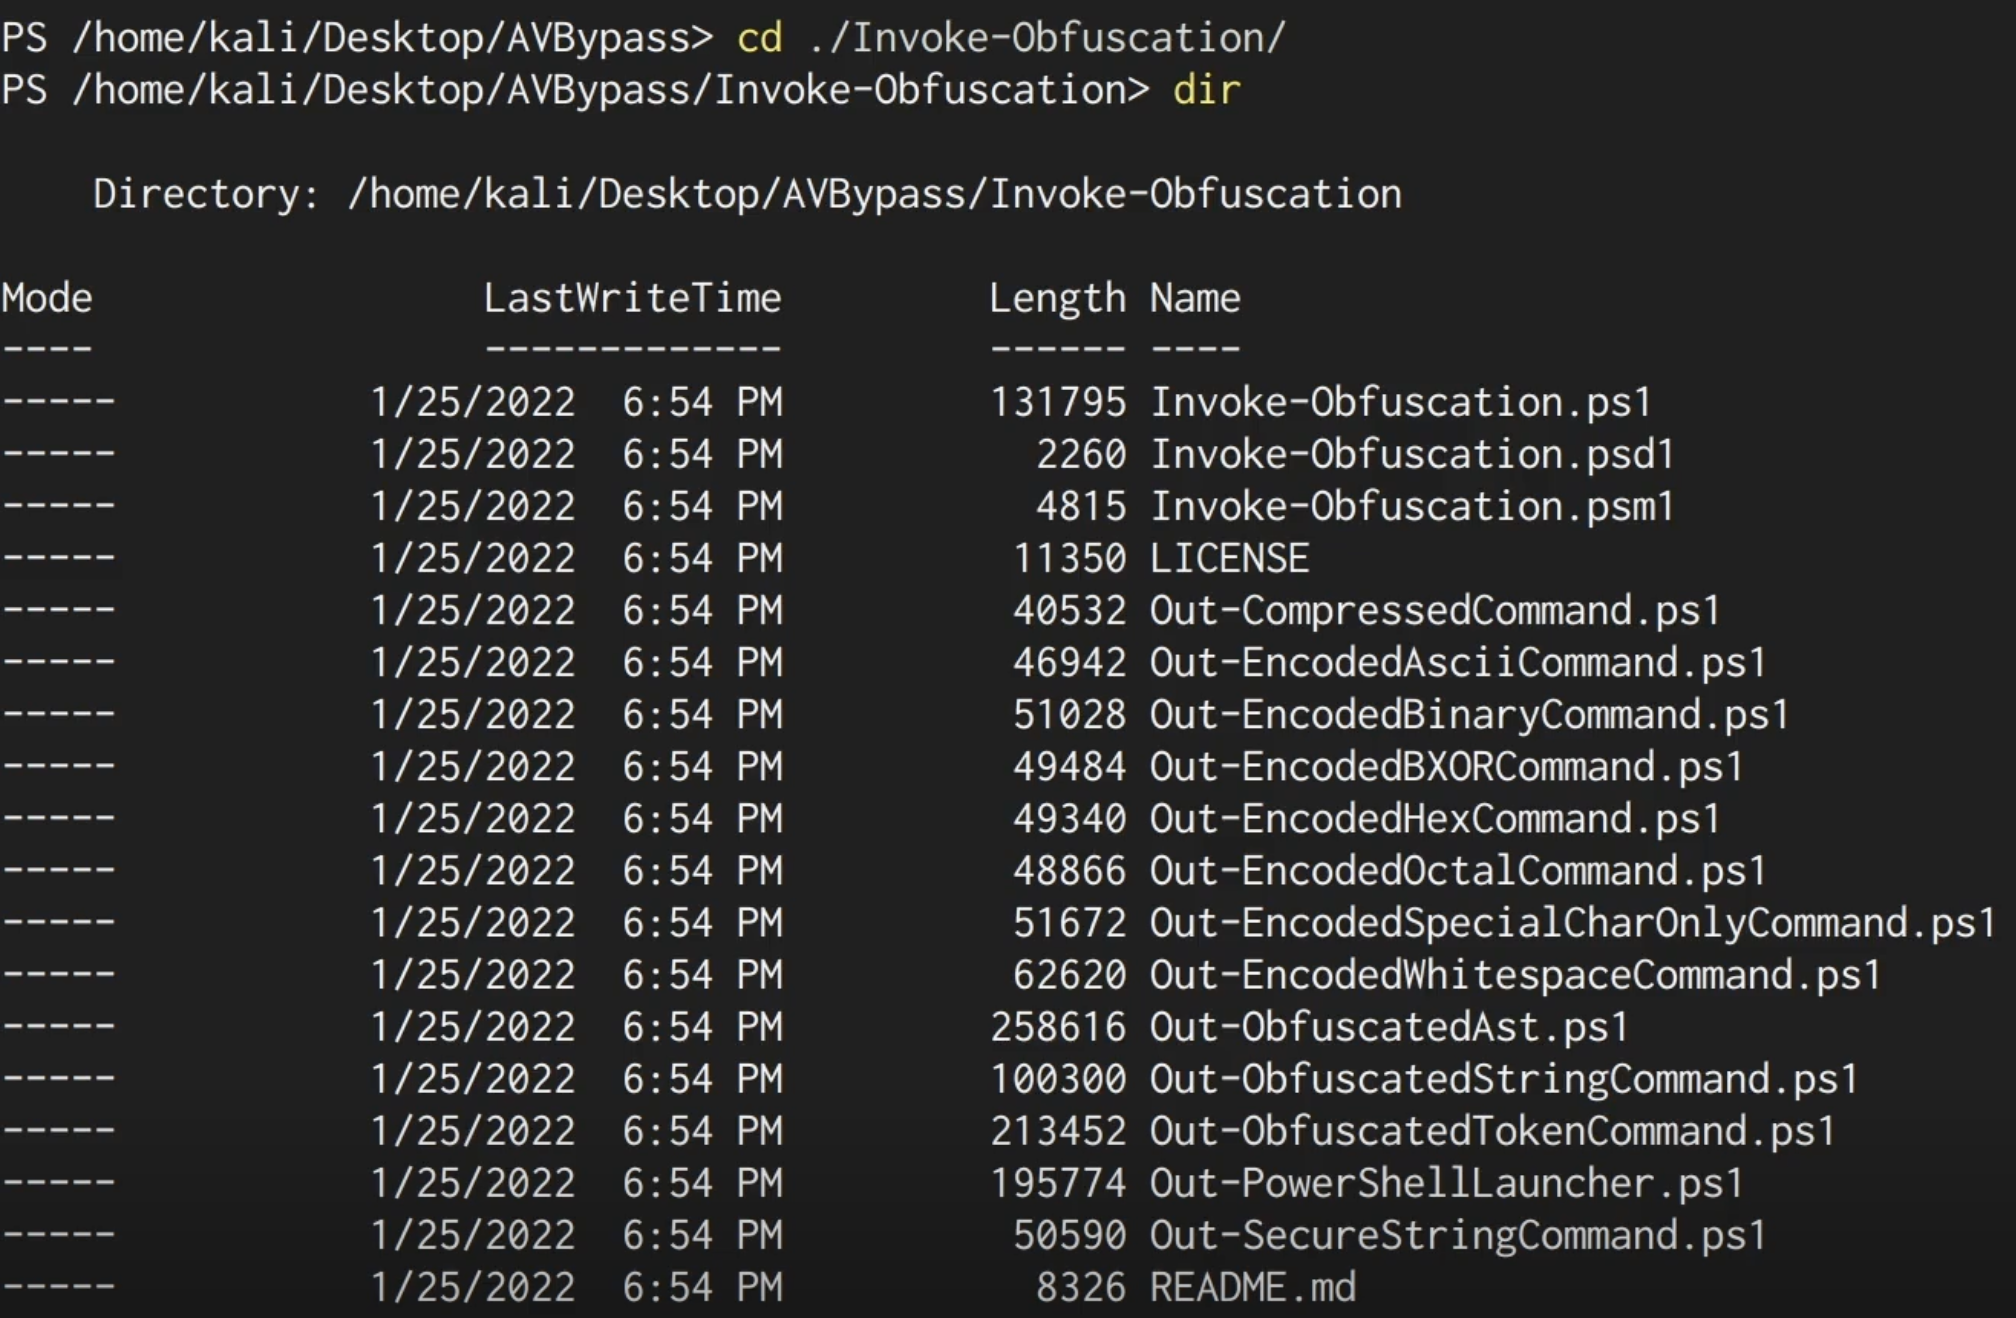 PS /home/kali/Desktop/AVBypass> cd ./Invoke-Obfuscation/
PS /home/kali/Desktop/AVBypass/Invoke-Obfuscation> dir
Directory: /home/kali/Desktop/AVBypass/Invoke-Obfuscation
Mode LastWriteTime Length Name
---- ------------- ------ ----
----- 1/25/2022 6:54 PM 131795 Invoke-Obfuscation.ps1
----- 1/25/2022 6:54 PM 2260 Invoke-Obfuscation.psd1
----- 1/25/2022 6:54 PM 4815 Invoke-Obfuscation.psm1
----- 1/25/2022 6:54 PM 11350 LICENSE
----- 1/25/2022 6:54 PM 40532 Out-CompressedCommand.ps1
----- 1/25/2022 6:54 PM 46942 Out-EncodedAsciiCommand.ps1
----- 1/25/2022 6:54 PM 51028 Out-EncodedBinaryCommand.ps1
----- 1/25/2022 6:54 PM 49484 Out-EncodedBXORCommand.ps1
----- 1/25/2022 6:54 PM 49340 Out-EncodedHexCommand.ps1
----- 1/25/2022 6:54 PM 48866 Out-EncodedOctalCommand.ps1
----- 1/25/2022 6:54 PM 51672 Out-EncodedSpecialCharOnlyCommand.ps1
----- 1/25/2022 6:54 PM 62620 Out-EncodedWhitespaceCommand.ps1
----- 1/25/2022 6:54 PM 258616 Out-ObfuscatedAst.ps1
----- 1/25/2022 6:54 PM 100300 Out-ObfuscatedStringCommand.ps1
----- 1/25/2022 6:54 PM 213452 Out-ObfuscatedTokenCommand.ps1
----- 1/25/2022 6:54 PM 195774 Out-PowerShellLauncher.ps1
----- 1/25/2022 6:54 PM 50590 Out-SecureStringCommand.ps1
----- 1/25/2022 6:54 PM 8326 README.md